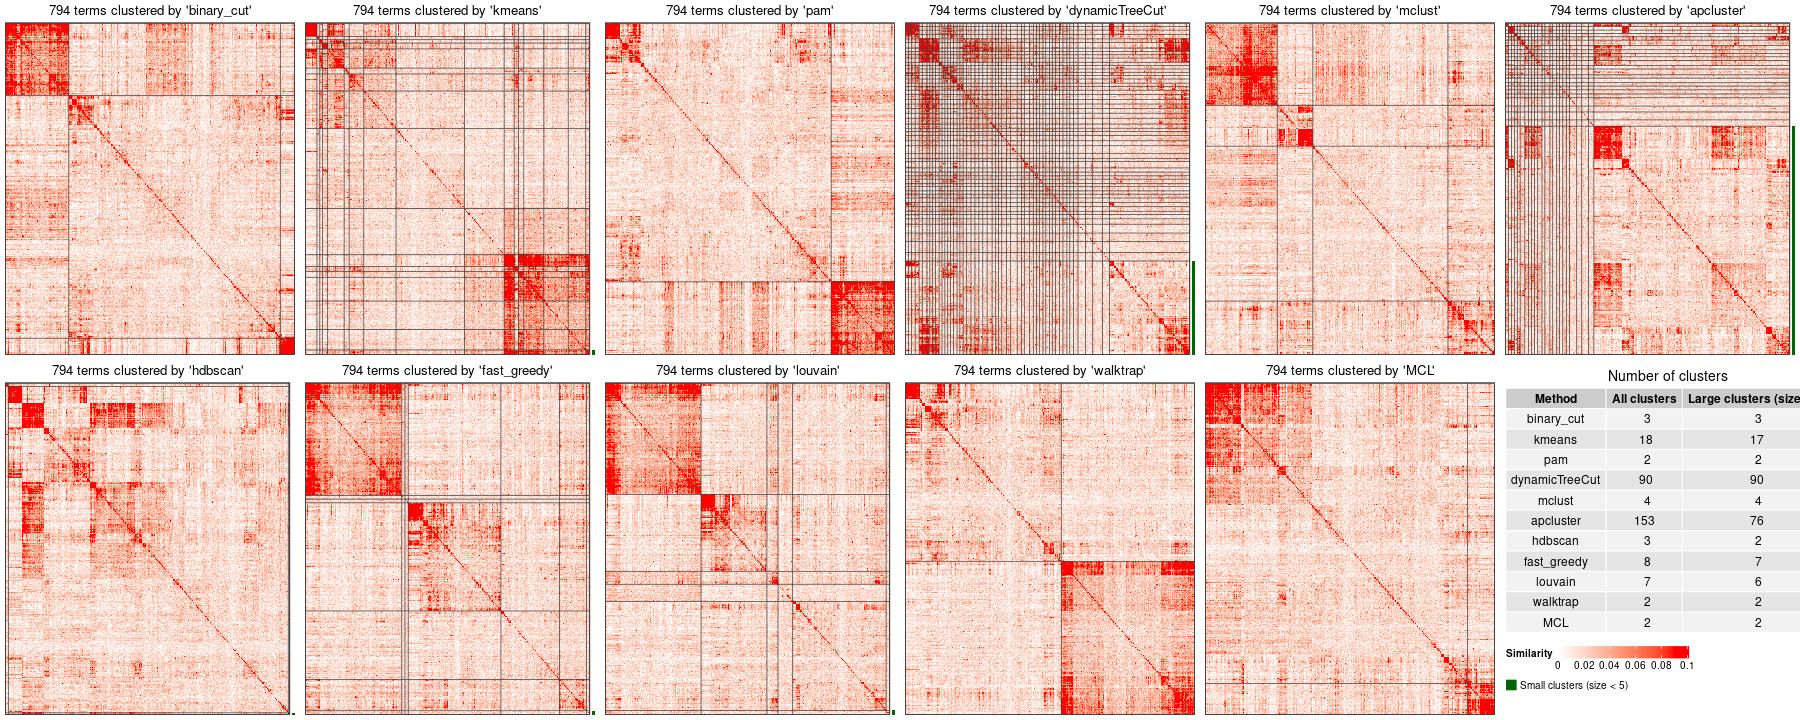 794 terms clustered by 'binary_cut'
794 terms clustered by 'kmeans'
794 terms clustered by 'pam'
794 terms clustered by 'dynamicTreeCut'
794 terms clustered by 'mclust'
794 terms clustered by 'apcluster'
794 terms clustered by 'hdbscan'
794 terms clustered by 'fast_greedy'
794 terms clustered by 'louvain'
794 terms clustered by 'walktrap'
794 terms clustered by 'MCL'
Number of clusters
Method All clusters Large clusters (size
binary_cut 3 3
kmeans 18 17
pam 2 2
dynamicTreeCut 90 90
mclust 4 4
apcluster 153 76
hdbscan 3 2
fast_greedy 8 7
louvain 7 6
walktrap 2 2
MCL 2 2
Similarity
0 0.02 0.04 0.06 0.08 0.1
Small clusters (size < 5)